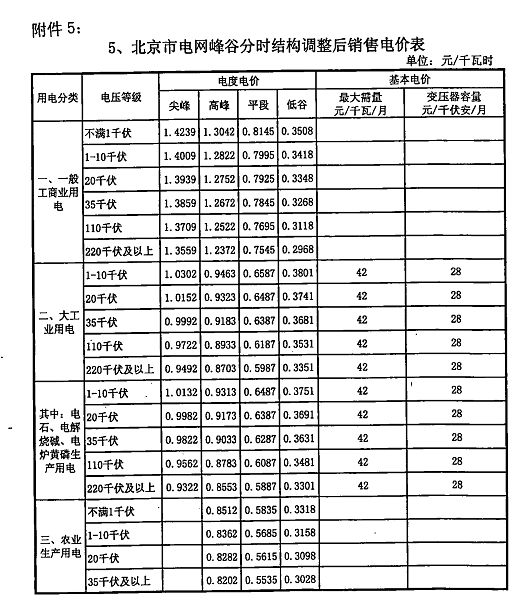 附件 5：
5、北京市电网峰谷分时结构调整后销售电价表
单位：元/千瓦时
用电分类 电压等级 电度电价 基本电价
尖峰 高峰 平段 低谷 最大需量 元/千瓦/月 变压器容量 元/千伏安/月
一、一般工商业用电
不满1千伏 1.4239 1.3042 0.8145 0.3508
1-10千伏 1.4009 1.2822 0.7995 0.3418
20千伏 1.3939 1.2752 0.7925 0.3348
35千伏 1.3859 1.2672 0.7845 0.3268
110千伏 1.3709 1.2522 0.7695 0.3118
220千伏及以上 1.3559 1.2372 0.7545 0.2968
二、大工业用电
1-10千伏 1.0302 0.9463 0.6587 0.3801 42 28
20千伏 1.0152 0.9323 0.6487 0.3741 42 28
35千伏 0.9992 0.9183 0.6387 0.3681 42 28
110千伏 0.9722 0.8933 0.6187 0.3531 42 28
220千伏及以上 0.9492 0.8703 0.5987 0.3351 42 28
其中：电石、电解烧碱、电炉黄磷生产用电
1-10千伏 1.0132 0.9313 0.6487 0.3751 42 28
20千伏 0.9982 0.9173 0.6387 0.3691 42 28
35千伏 0.9822 0.9033 0.6287 0.3631 42 28
110千伏 0.9562 0.8783 0.6087 0.3481 42 28
220千伏及以上 0.9322 0.8553 0.5887 0.3301 42 28
三、农业生产用电
不满1千伏 0.8512 0.5835 0.3318
1-10千伏 0.8362 0.5685 0.3158
20千伏 0.8282 0.5615 0.3098
35千伏及以上 0.8202 0.5535 0.3028